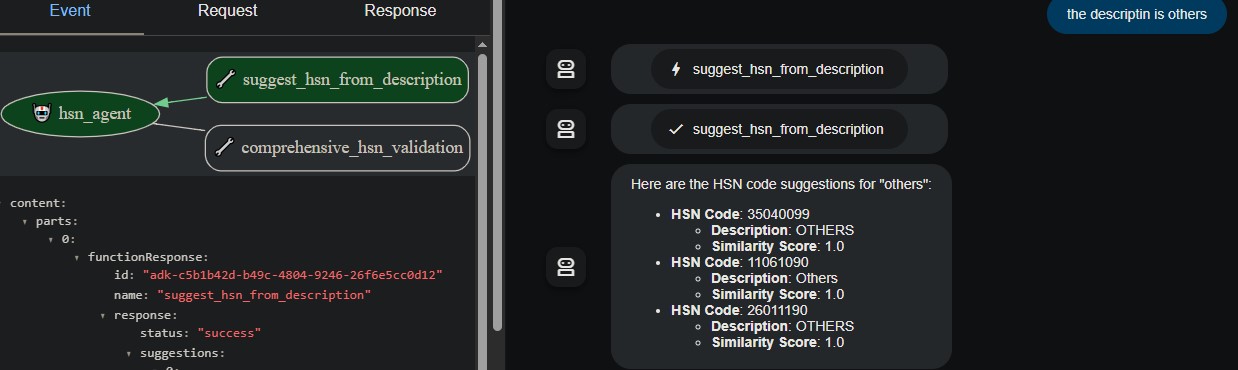 Event Request Response
suggest_hsn_from_description
hsn_agent
comprehensive_hsn_validation
content:
parts:
0:
functionResponse:
id: "adk-c5b1b42d-b49c-4804-9246-26f6e5cc0d12"
name: "suggest_hsn_from_description"
response:
status: "success"
suggestions:
0:
the descriptin is others
suggest_hsn_from_description
suggest_hsn_from_description
Here are the HSN code suggestions for "others":
• HSN Code: 35040099
◦ Description: OTHERS
◦ Similarity Score: 1.0
• HSN Code: 11061090
◦ Description: Others
◦ Similarity Score: 1.0
• HSN Code: 26011190
◦ Description: OTHERS
◦ Similarity Score: 1.0